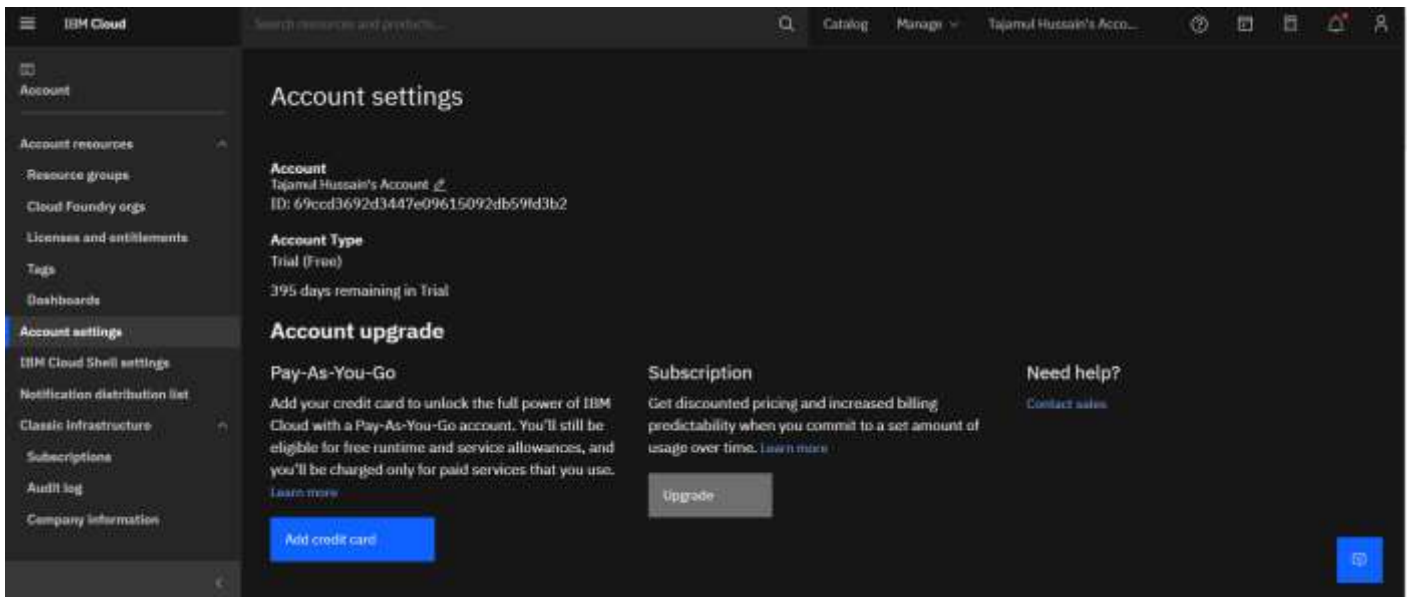 IBM Cloud
Search resources and products...
Catalog
Manage
Tajamul Hussain's Acco...
Account
Account resources
Resource groups
Cloud Foundry orgs
Licenses and entitlements
Tags
Dashboards
Account settings
IBM Cloud Shell settings
Notification distribution list
Classic infrastructure
Subscriptions
Audit log
Company information
Account settings
Account
Tajamul Hussain's Account
ID: 69ccd3692d3447e09615092db59fd3b2
Account Type
Trial (Free)
395 days remaining in Trial
Account upgrade
Pay-As-You-Go
Add your credit card to unlock the full power of IBM
Cloud with a Pay-As-You-Go account. You'll still be
eligible for free runtime and service allowances, and
you'll be charged only for paid services that you use.
Learn more
Add credit card
Subscription
Get discounted pricing and increased billing
predictability when you commit to a set amount of
usage over time. Learn more
Upgrade
Need help?
Contact sales